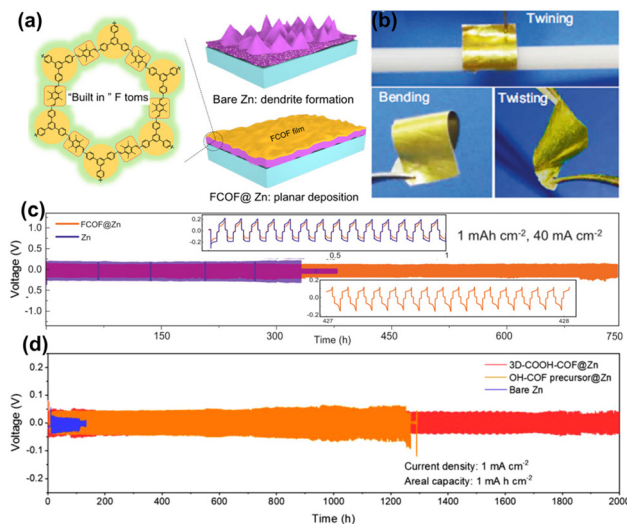 (a)
"Built in" F toms
Bare Zn: dendrite formation
FCOF film
FCOF@ Zn: planar deposition
(b)
Twining
Bending
Twisting
(c)
FCOF@Zn
Zn
1 mAh cm⁻², 40 mA cm⁻²
Voltage (V)
1.0
0.5
0.0
-0.5
-1.0
0.2
0.0
-0.2
0.5
1
0.2
0.0
-0.2
427
428
0
150
300
450
600
750
Time (h)
(d)
3D-COOH-COF@Zn
OH-COF precursor@Zn
Bare Zn
Voltage (V)
0.2
0.1
0.0
-0.1
-0.2
Current density: 1 mA cm⁻²
Areal capacity: 1 mA h cm⁻²
0
200
400
600
800
1000
1200
1400
1600
1800
2000
Time (h)